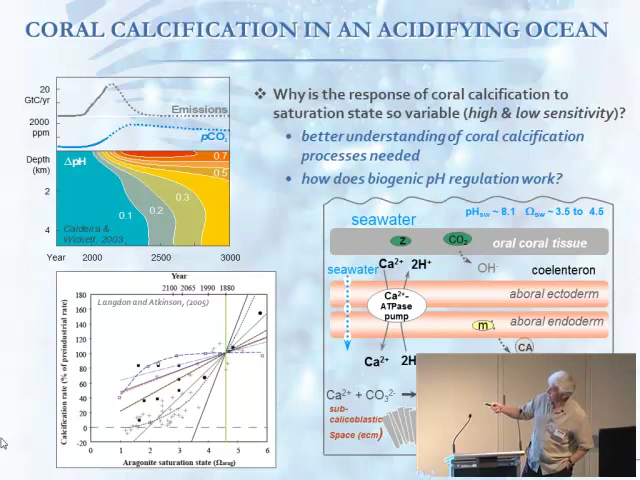 CORAL CALCIFICATION IN AN ACIDIFYING OCEAN
20
GtC/yr
Emissions
2000
ppm
pCO2
Depth
(km)
ΔpH
0.7
0.5
0.3
0.2
0.1
2
4
Caldeira &
Wickett, 2003
Year 2000 2500 3000
❖ Why is the response of coral calcification to
saturation state so variable (high & low sensitivity)?
• better understanding of coral calcification
processes needed
• how does biogenic pH regulation work?
pHsw ~ 8.1 Ωsw ~ 3.5 to 4.5
seawater
z
CO2
oral coral tissue
Ca2+ 2H+
OH-
seawater
coelenteron
Ca2+-
ATPase
pump
aboral ectoderm
m
aboral endoderm
CA
Ca2+ 2H
Ca2+ + CO32-
sub-
calicoblastic
Space (ecm)
Year
2100 2065 1990 1880
Langdon and Atkinson, (2005)
Calcification rate (% of preindustrial rate)
180
160
140
120
100
80
60
40
20
0
-20
0 1 2 3 4 5 6
Aragonite saturation state (Ωarag)